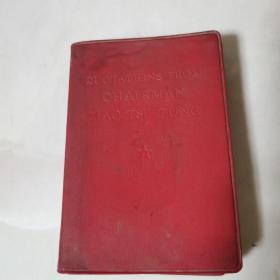 QUOTATIONS FROM
CHAIRMAN
MAO TSE-TUNG